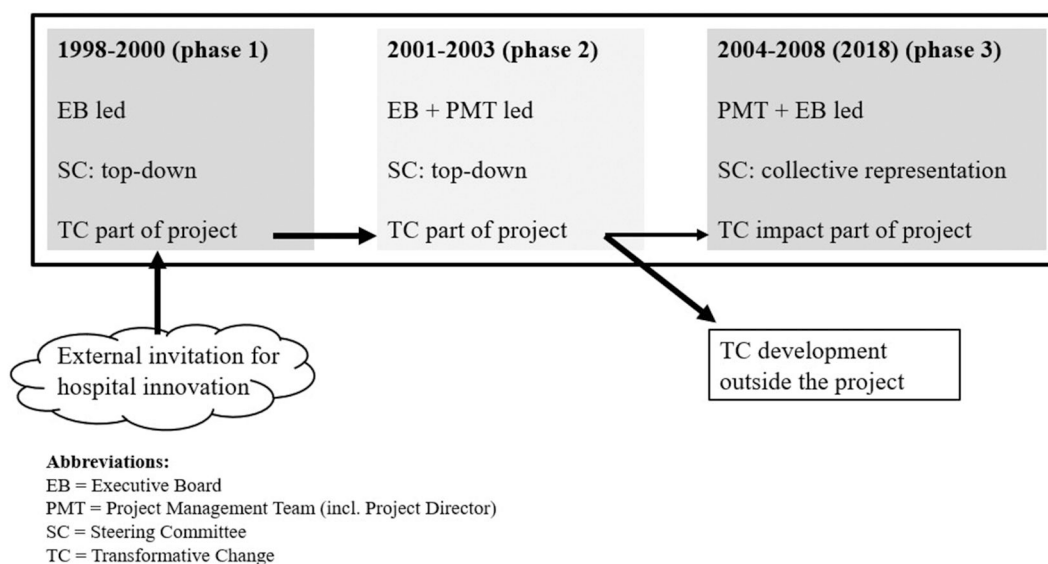 1998-2000 (phase 1)
EB led
SC: top-down
TC part of project
2001-2003 (phase 2)
EB + PMT led
SC: top-down
TC part of project
2004-2008 (2018) (phase 3)
PMT + EB led
SC: collective representation
TC impact part of project
External invitation for
hospital innovation
TC development
outside the project
Abbreviations:
EB = Executive Board
PMT = Project Management Team (incl. Project Director)
SC = Steering Committee
TC = Transformative Change